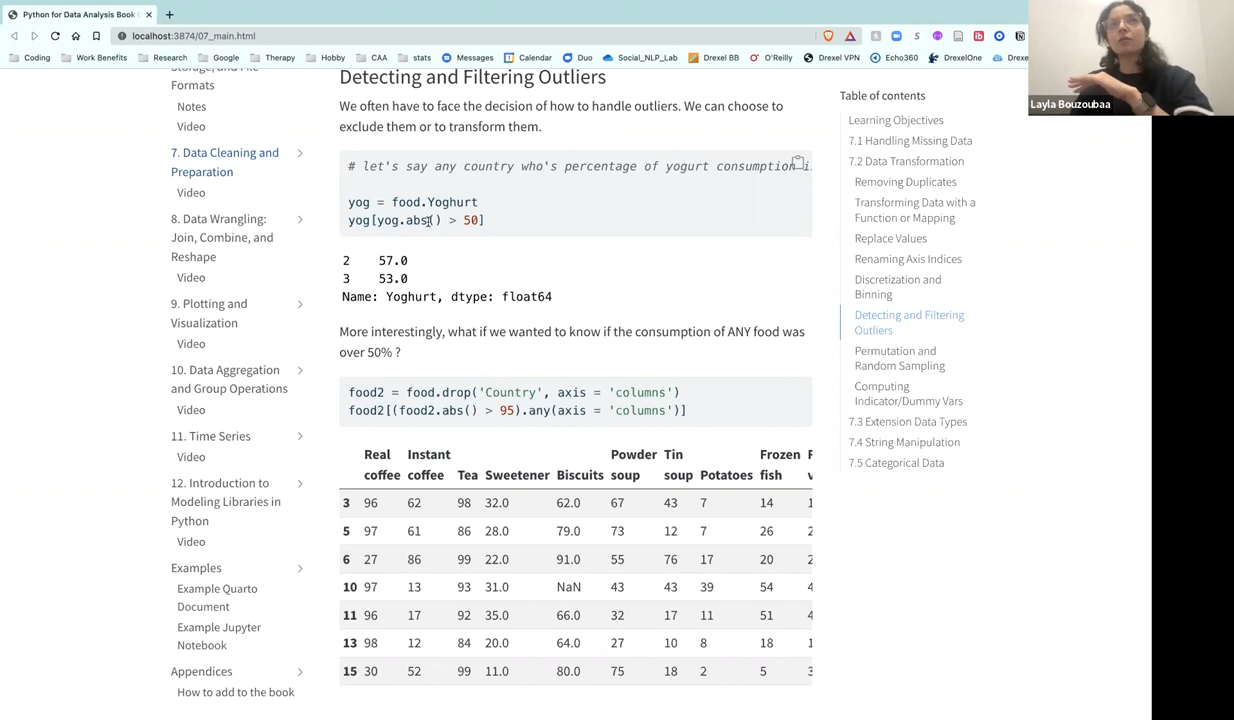 Python for Data Analysis Book
localhost:3874/07_main.html
Coding
Work Benefits
Research
Google
Therapy
Hobby
CAA
stats
Messages
Calendar
Duo
Social_NLP_Lab
Drexel BB
O'Reilly
Drexel VPN
Echo360
DrexelOne
Drexe
Layla Bouzoubaa
Formats
Notes
Video
7. Data Cleaning and
Preparation
Video
8. Data Wrangling:
Join, Combine, and
Reshape
Video
9. Plotting and
Visualization
Video
10. Data Aggregation
and Group Operations
Video
11. Time Series
Video
12. Introduction to
Modeling Libraries in
Python
Video
Examples
Example Quarto
Document
Example Jupyter
Notebook
Appendices
How to add to the book
Detecting and Filtering Outliers
We often have to face the decision of how to handle outliers. We can choose to
exclude them or to transform them.
# let's say any country who's percentage of yogurt consumption i
yog = food.Yoghurt
yog[yog.abs() > 50]
2 57.0
3 53.0
Name: Yoghurt, dtype: float64
More interestingly, what if we wanted to know if the consumption of ANY food was
over 50% ?
food2 = food.drop('Country', axis = 'columns')
food2[(food2.abs() > 95).any(axis = 'columns')]
Real Instant Powder Tin Frozen F
coffee coffee Tea Sweetener Biscuits soup soup Potatoes fish v
3 96 62 98 32.0 62.0 67 43 7 14 1
5 97 61 86 28.0 79.0 73 12 7 26 2
6 27 86 99 22.0 91.0 55 76 17 20 2
10 97 13 93 31.0 NaN 43 43 39 54 4
11 96 17 92 35.0 66.0 32 17 11 51 4
13 98 12 84 20.0 64.0 27 10 8 18 1
15 30 52 99 11.0 80.0 75 18 2 5 3
Table of contents
Learning Objectives
7.1 Handling Missing Data
7.2 Data Transformation
Removing Duplicates
Transforming Data with a
Function or Mapping
Replace Values
Renaming Axis Indices
Discretization and
Binning
Detecting and Filtering
Outliers
Permutation and
Random Sampling
Computing
Indicator/Dummy Vars
7.3 Extension Data Types
7.4 String Manipulation
7.5 Categorical Data